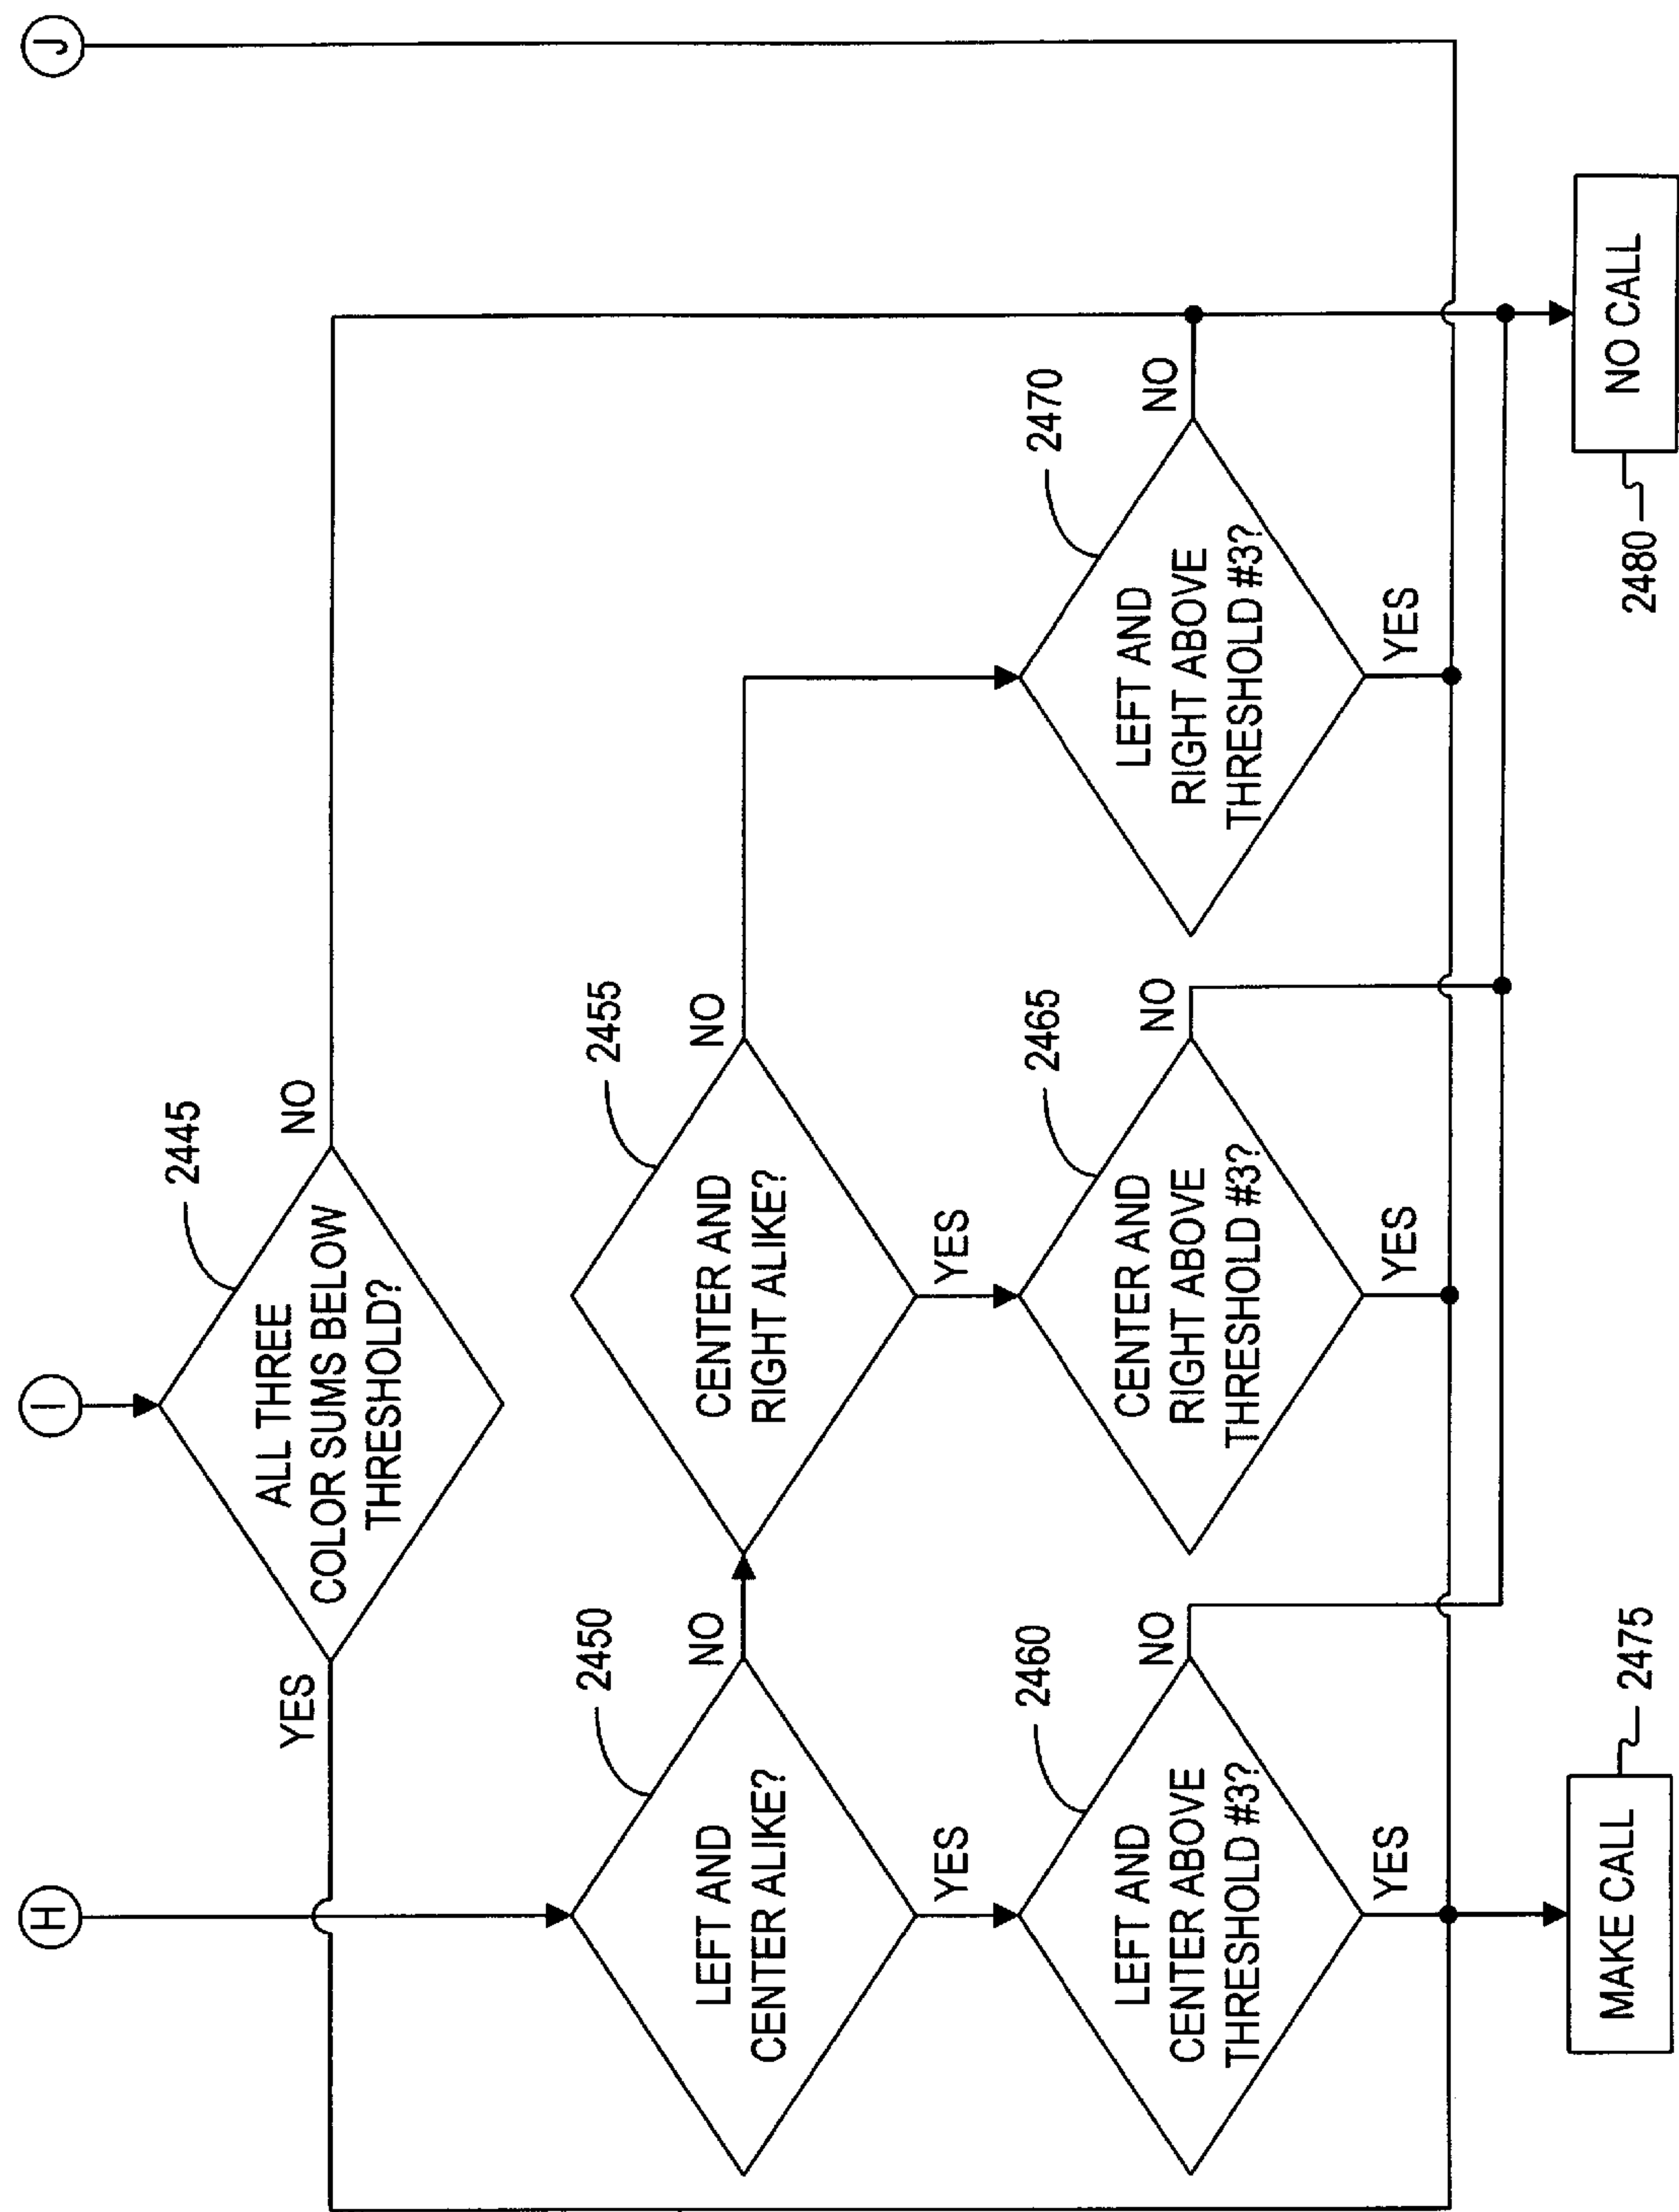 H
I
J
2445
ALL THREE
COLOR SUMS BELOW
THRESHOLD?
YES
NO
2450
LEFT AND
CENTER ALIKE?
NO
YES
2455
CENTER AND
RIGHT ALIKE?
NO
YES
2460
LEFT AND
CENTER ABOVE
THRESHOLD #3?
NO
YES
2465
CENTER AND
RIGHT ABOVE
THRESHOLD #3?
NO
YES
2470
LEFT AND
RIGHT ABOVE
THRESHOLD #3?
NO
YES
MAKE CALL
2475
2480
NO CALL